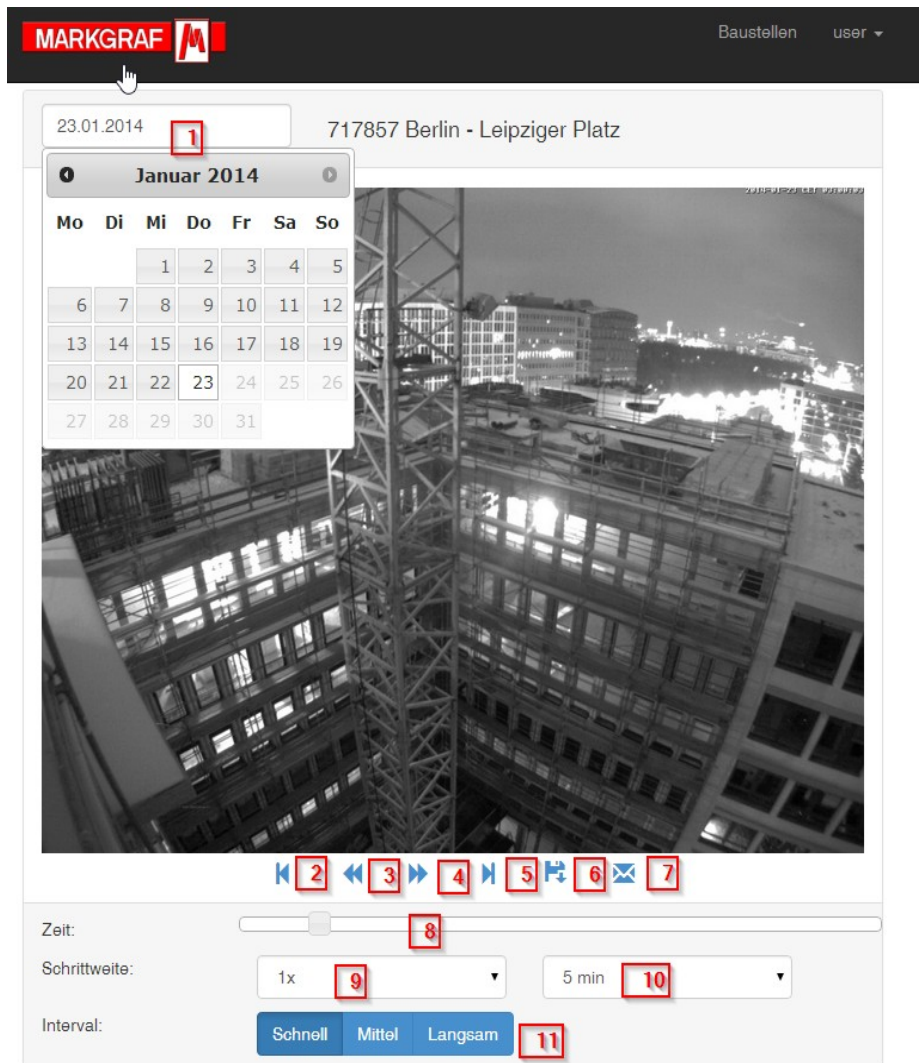 MARKGRAF
Baustellen user
23.01.2014 1 717857 Berlin - Leipziger Platz
Januar 2014
Mo Di Mi Do Fr Sa So
1 2 3 4 5
6 7 8 9 10 11 12
13 14 15 16 17 18 19
20 21 22 23 24 25 26
27 28 29 30 31
2 3 4 5 6 7
Zeit: 8
Schrittweite: 1x 9 5 min 10
Interval: Schnell Mittel Langsam 11